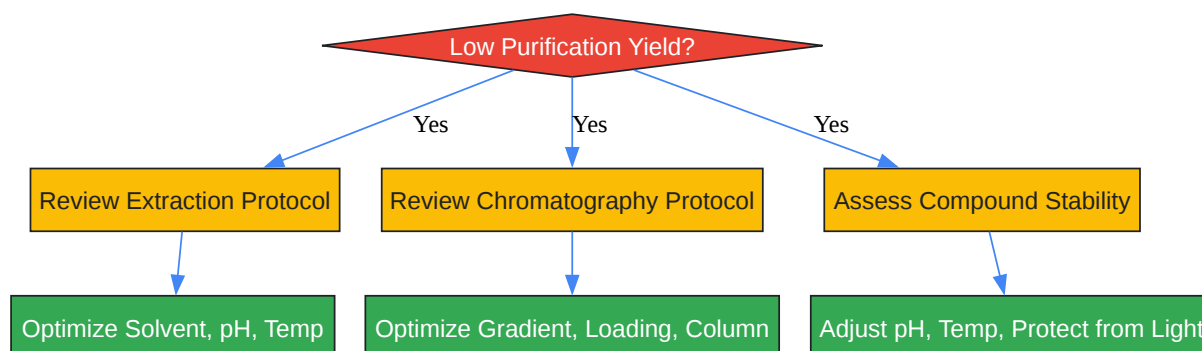 Low Purification Yield?
Yes
Yes
Yes
Review Extraction Protocol
Review Chromatography Protocol
Assess Compound Stability
Optimize Solvent, pH, Temp
Optimize Gradient, Loading, Column
Adjust pH, Temp, Protect from Light